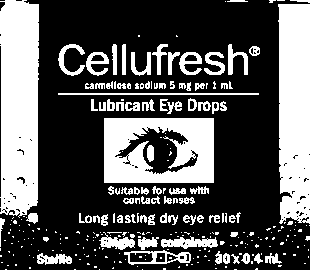 Cellufresh®
carmellose sodium 5 mg per 1 mL
Lubricant Eye Drops
Suitable for use with
contact lenses
Long lasting dry eye relief
Single use containers
Sterile
30 x 0.4 mL